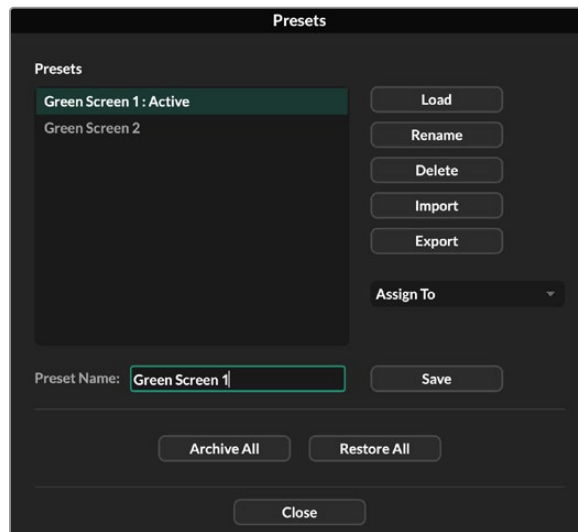 Presets
Presets
Green Screen 1 : Active
Green Screen 2
Load
Rename
Delete
Import
Export
Assign To
Preset Name: Green Screen 1
Save
Archive All Restore All
Close